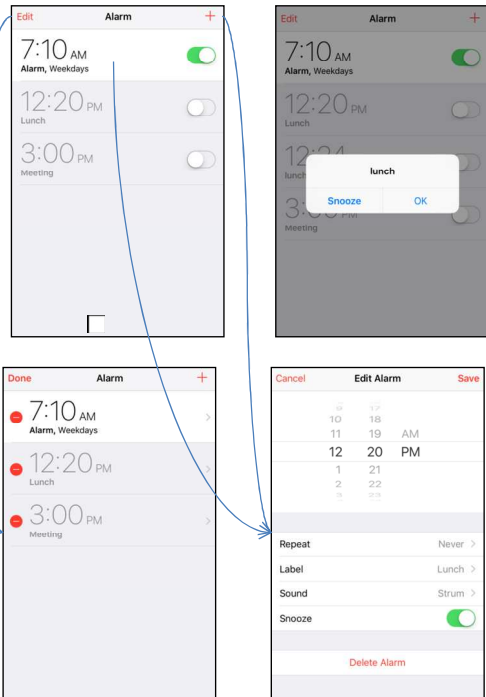 Edit Alarm +
7:10 AM
Alarm, Weekdays
12:20 PM
Lunch
3:00 PM
Meeting
Edit Alarm +
7:10 AM
Alarm, Weekdays
12:20 PM
Lunch
lunch
lunch
Snooze OK
PM
Meeting
Done Alarm +
7:10 AM
Alarm, Weekdays
12:20 PM
Lunch
3:00 PM
Meeting
Cancel Edit Alarm Save
10 18
11 19 AM
12 20 PM
1 21
2 22
Repeat Never >
Label Lunch >
Sound Strum >
Snooze
Delete Alarm